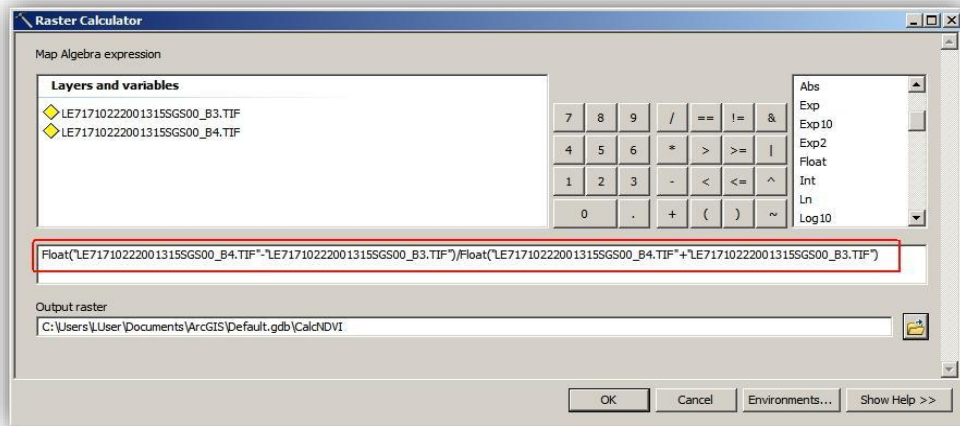 Raster Calculator
Map Algebra expression
Layers and variables
LE71710222001315SGS00_B3.TIF
LE71710222001315SGS00_B4.TIF
7 8 9 / == != &
4 5 6 * > >= |
1 2 3 - < <= ^
0 . + ( ) ~
Abs
Exp
Exp10
Exp2
Float
Int
Ln
Log10
Float("LE71710222001315SGS00_B4.TIF"-"LE71710222001315SGS00_B3.TIF")/Float("LE71710222001315SGS00_B4.TIF"+"LE71710222001315SGS00_B3.TIF")
Output raster
C:\Users\LUser\Documents\ArcGIS\Default.gdb\CalcNDVI
OK Cancel Environments... Show Help >>